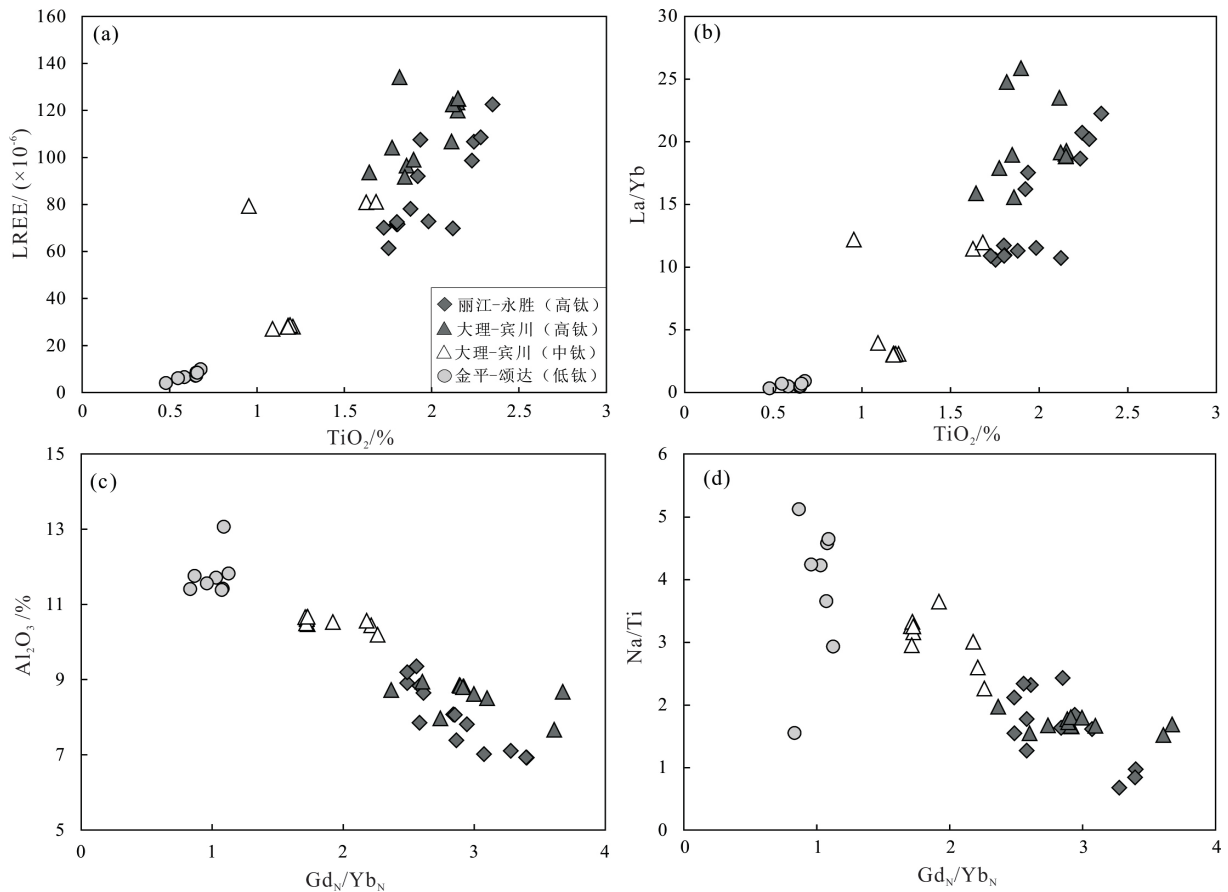 (a)
160
140
120
100
80
60
40
20
0
LREE/(×10⁻⁶)
0 0.5 1 1.5 2 2.5 3
TiO₂/%
丽江-永胜（高钛）
大理-宾川（高钛）
大理-宾川（中钛）
金平-颂达（低钛）
(b)
30
25
20
15
10
5
0
La/Yb
0 0.5 1 1.5 2 2.5 3
TiO₂/%
(c)
15
13
11
9
7
5
Al₂O₃/%
0 1 2 3 4
Gd_N/Yb_N
(d)
6
5
4
3
2
1
0
Na/Ti
0 1 2 3 4
Gd_N/Yb_N